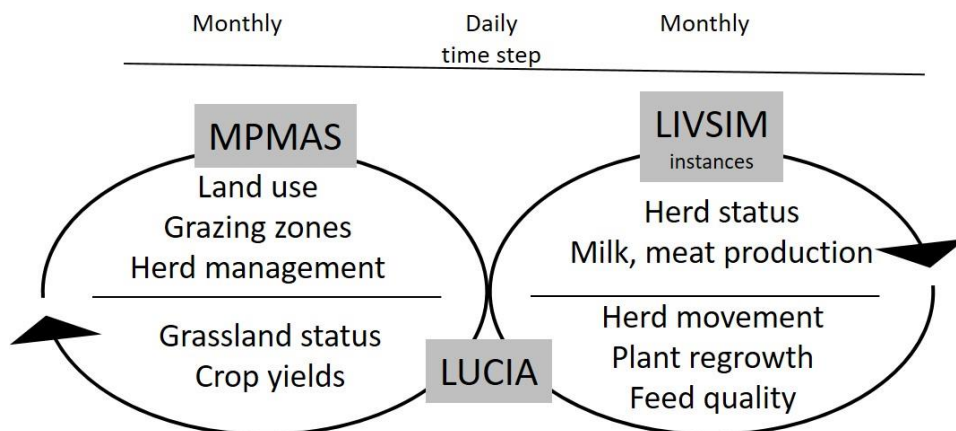 Monthly
Daily
time step
Monthly
MPMAS
Land use
Grazing zones
Herd management
Grassland status
Crop yields
LUCIA
LIVSIM
instances
Herd status
Milk, meat production
Herd movement
Plant regrowth
Feed quality